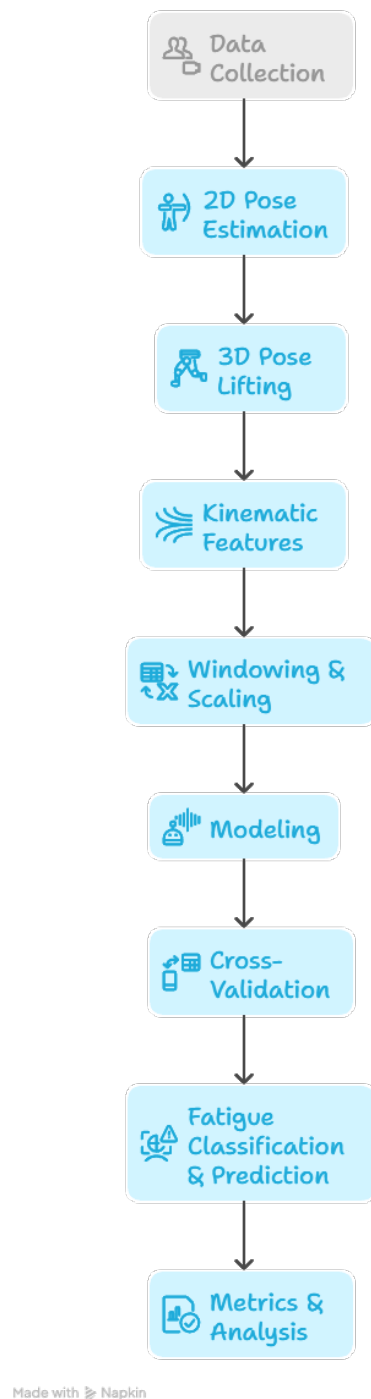 Data
Collection
2D Pose
Estimation
3D Pose
Lifting
Kinematic
Features
Windowing &
Scaling
Modeling
Cross-
Validation
Fatigue
Classification
& Prediction
Metrics &
Analysis
Made with Napkin